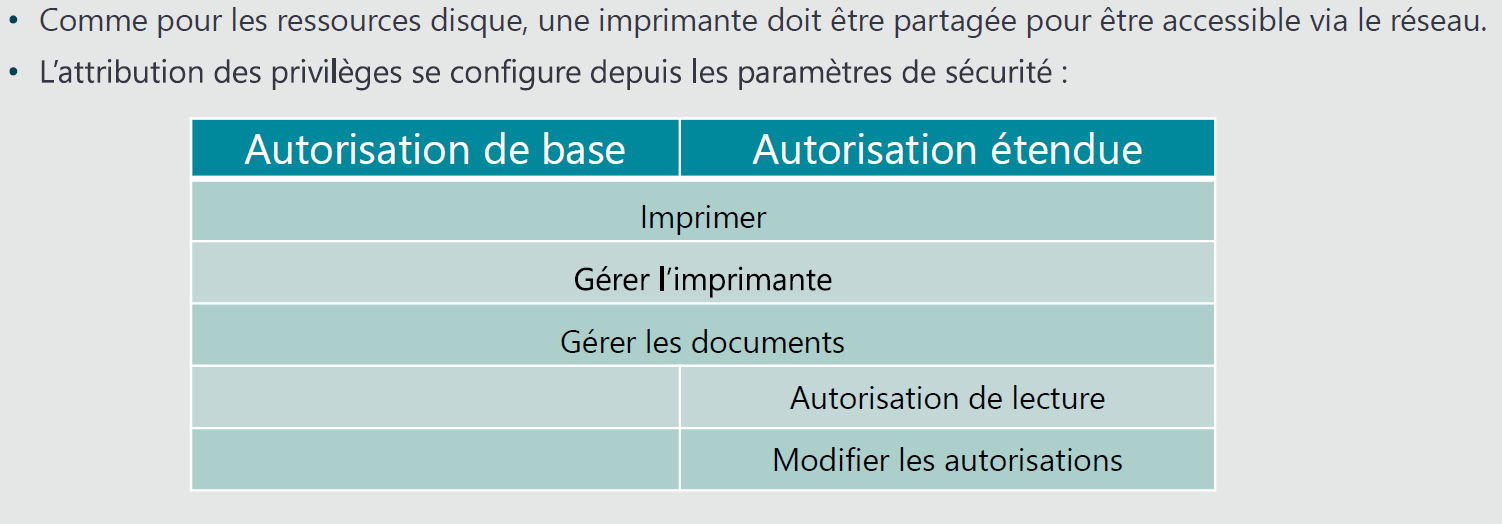 • Comme pour les ressources disque, une imprimante doit être partagée pour être accessible via le réseau.
• L’attribution des privilèges se configure depuis les paramètres de sécurité :
Autorisation de base Autorisation étendue
Imprimer
Gérer l’imprimante
Gérer les documents
Autorisation de lecture
Modifier les autorisations